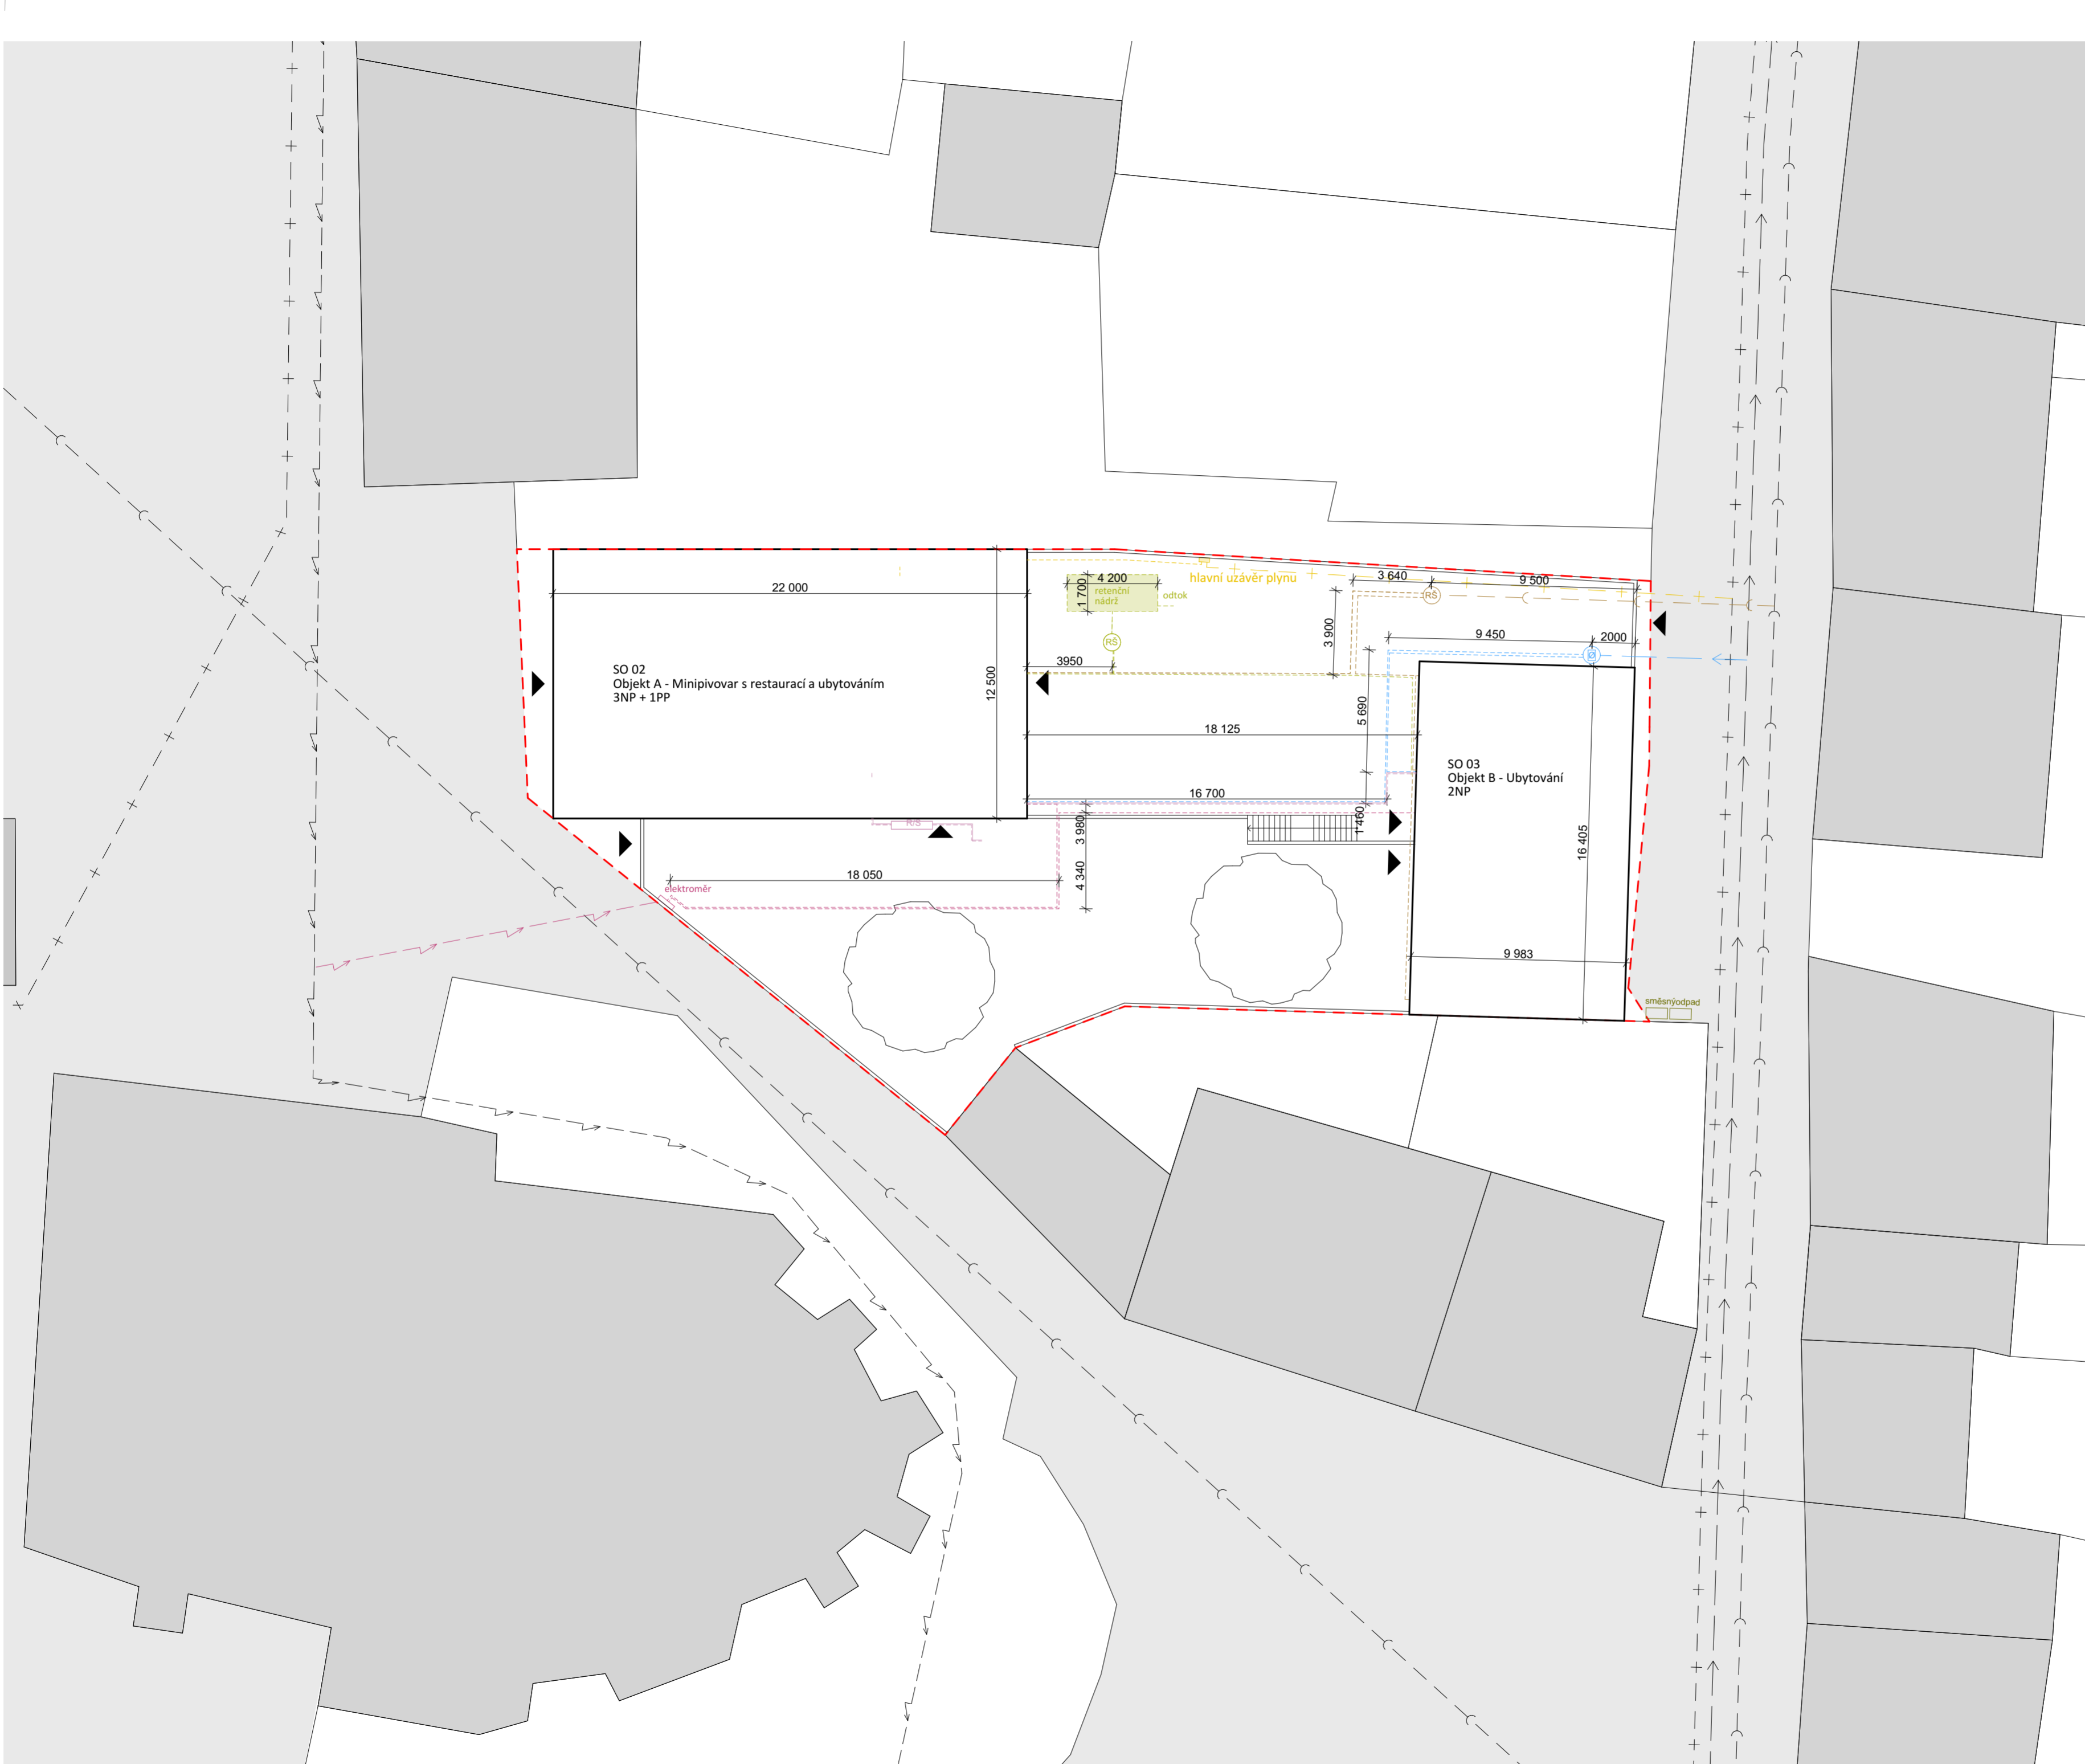 hlavní uzávěr plynu
3 640
9 500
22 000
1 700
4 200
retenční
nádrž
odtok
RŠ
RŠ
3 900
9 450
2000
3950
SO 02
Objekt A - Minipivovar s restaurací a ubytováním
3NP + 1PP
12 500
5 690
18 125
SO 03
Objekt B - Ubytování
2NP
16 700
R/S
3 980
1 460
16 405
18 050
4 340
elektroměr
9 983
směsnýodpad